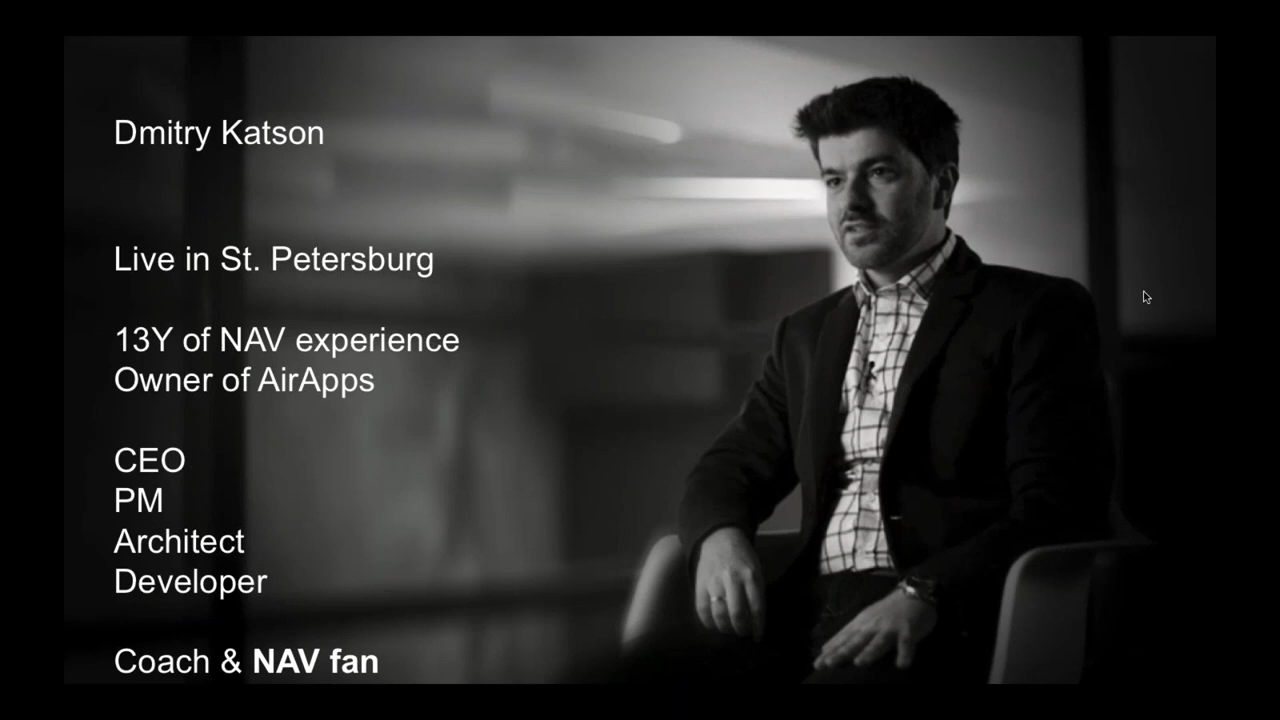 Dmitry Katson
Live in St. Petersburg
13Y of NAV experience
Owner of AirApps
CEO
PM
Architect
Developer
Coach & NAV fan